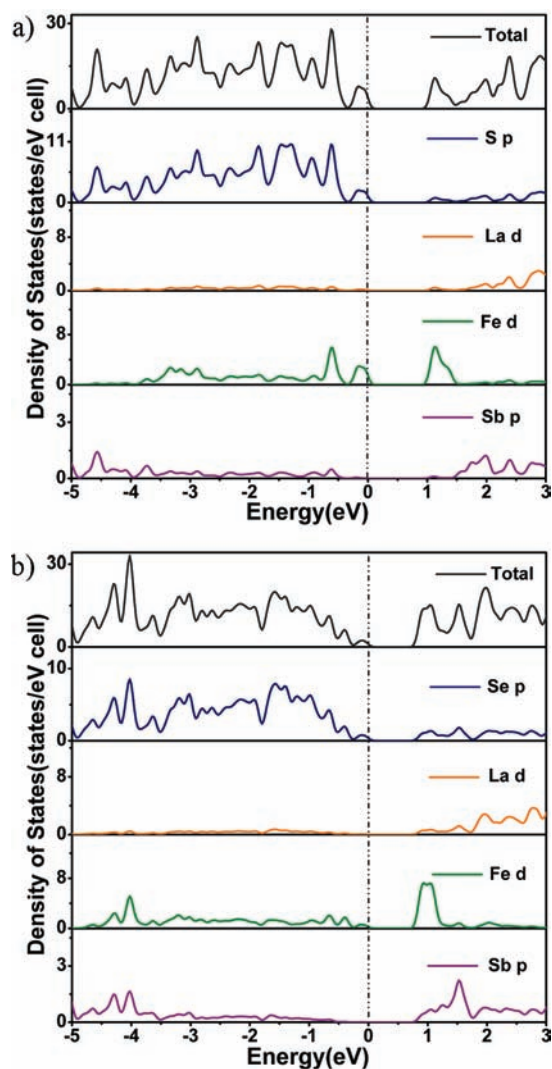 a)
Density of States(states/eV cell)
30
0
Total
11
0
S p
8
0
La d
8
0
Fe d
3
0
Sb p
-5 -4 -3 -2 -1 0 1 2 3
Energy(eV)
b)
Density of States(states/eV cell)
30
0
Total
10
0
Se p
8
0
La d
8
0
Fe d
3
0
Sb p
-5 -4 -3 -2 -1 0 1 2 3
Energy(eV)